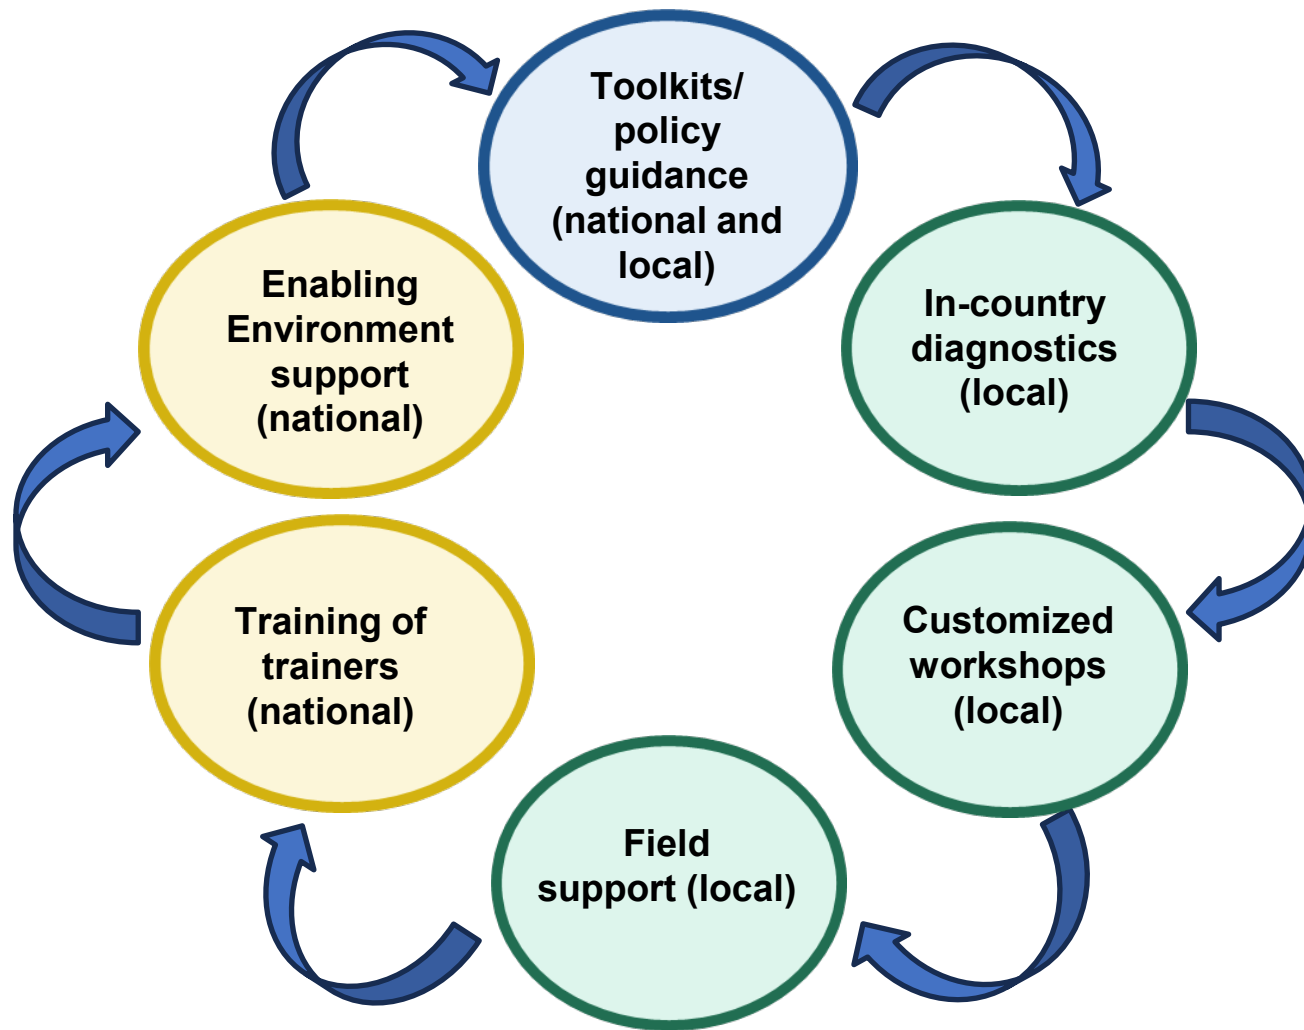 Toolkits/
policy
guidance
(national and
local)
In-country
diagnostics
(local)
Customized
workshops
(local)
Field
support (local)
Training of
trainers
(national)
Enabling
Environment
support
(national)